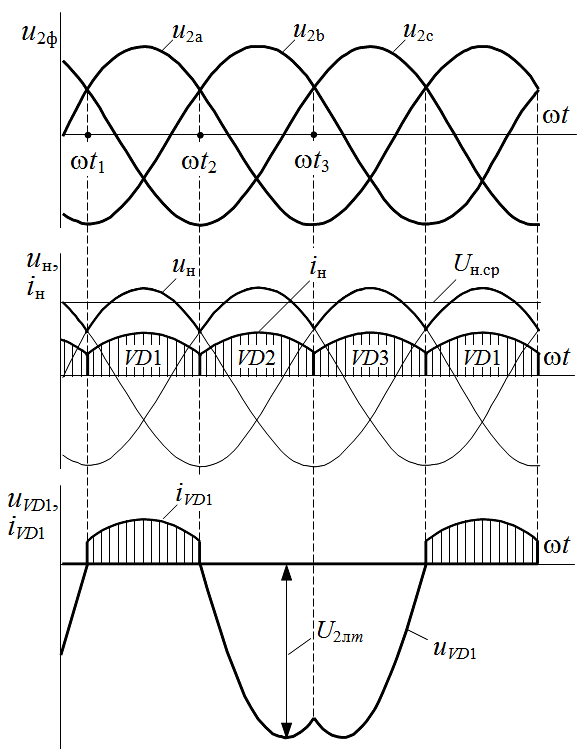 u2ф u2a u2b u2c ωt
ωt1 ωt2 ωt3
uн, iн uн iн Uн.ср
VD1 VD2 VD3 VD1 ωt
uVD1, iVD1 iVD1 ωt
U2лm uVD1